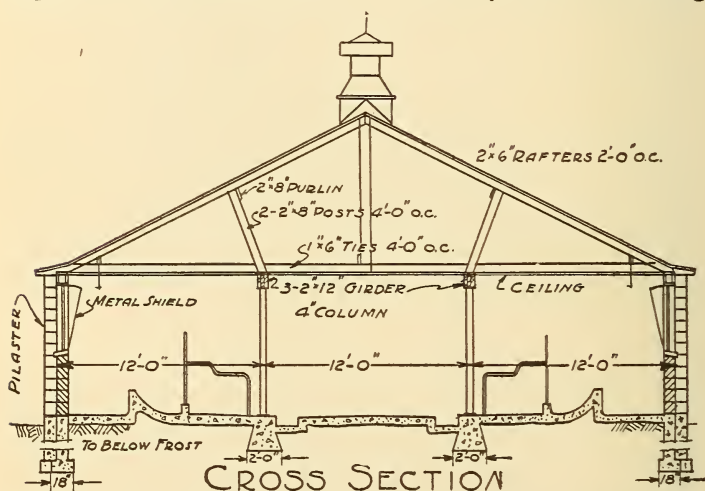 2"x6" RAFTERS 2'-0" O.C.
2"x8" PURLIN
2-2"x8" POSTS 4'-0" O.C.
1"x6" TIES 4'-0" O.C.
3-2"x12" GIRDER
CEILING
METAL SHIELD
4" COLUMN
PILASTER
12'-0" 12'-0" 12'-0"
TO BELOW FROST
2'-0" 2'-0"
CROSS SECTION
18" 18"